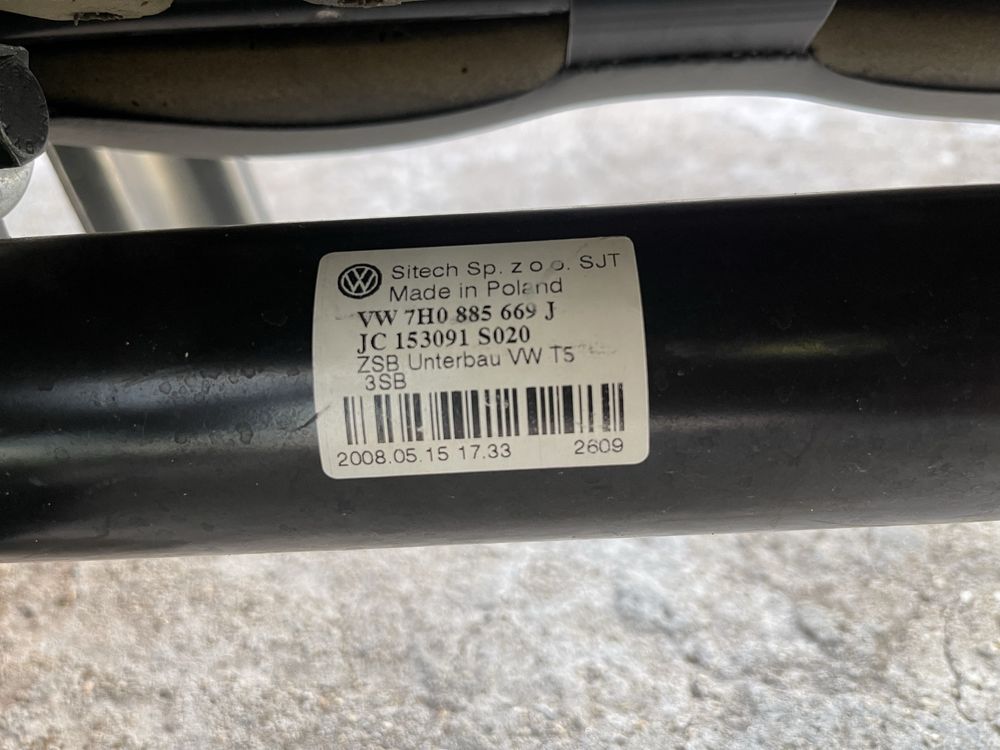 Sitech Sp. z o.o. SJT
Made in Poland
VW 7H0 885 669 J
JC 153091 S020
ZSB Unterbau VW T5
3SB
2008.05.15 17.33 2609